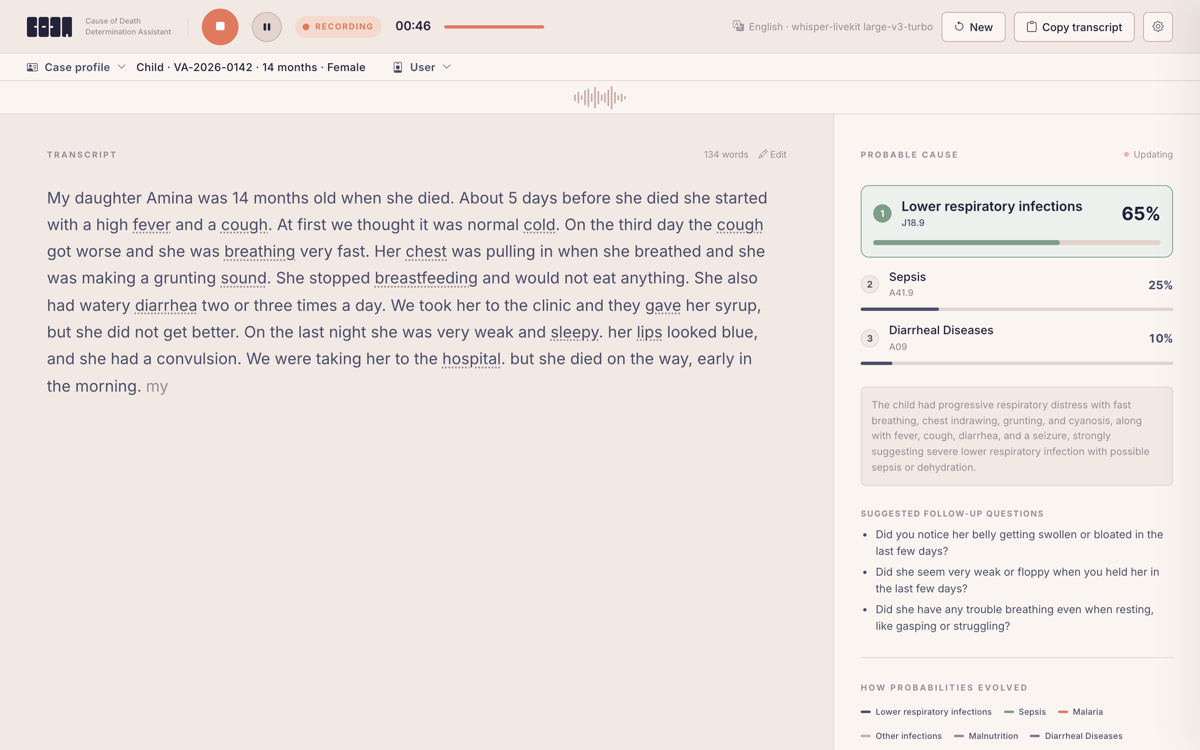 CODA
Cause of Death
Determination Assistant
RECORDING
00:46
English · whisper-livekit large-v3-turbo
New
Copy transcript
Case profile
Child · VA-2026-0142 · 14 months · Female
User
TRANSCRIPT
134 words
Edit
My daughter Amina was 14 months old when she died. About 5 days before she died she started
with a high fever and a cough. At first we thought it was normal cold. On the third day the cough
got worse and she was breathing very fast. Her chest was pulling in when she breathed and she
was making a grunting sound. She stopped breastfeeding and would not eat anything. She also
had watery diarrhea two or three times a day. We took her to the clinic and they gave her syrup,
but she did not get better. On the last night she was very weak and sleepy. her lips looked blue,
and she had a convulsion. We were taking her to the hospital. but she died on the way, early in
the morning. my
PROBABLE CAUSE
Updating
1
Lower respiratory infections
J18.9
65%
2
Sepsis
A41.9
25%
3
Diarrheal Diseases
A09
10%
The child had progressive respiratory distress with fast
breathing, chest indrawing, grunting, and cyanosis, along
with fever, cough, diarrhea, and a seizure, strongly
suggesting severe lower respiratory infection with possible
sepsis or dehydration.
SUGGESTED FOLLOW-UP QUESTIONS
• Did you notice her belly getting swollen or bloated in the
last few days?
• Did she seem very weak or floppy when you held her in
the last few days?
• Did she have any trouble breathing even when resting,
like gasping or struggling?
HOW PROBABILITIES EVOLVED
Lower respiratory infections
Sepsis
Malaria
Other infections
Malnutrition
Diarrheal Diseases